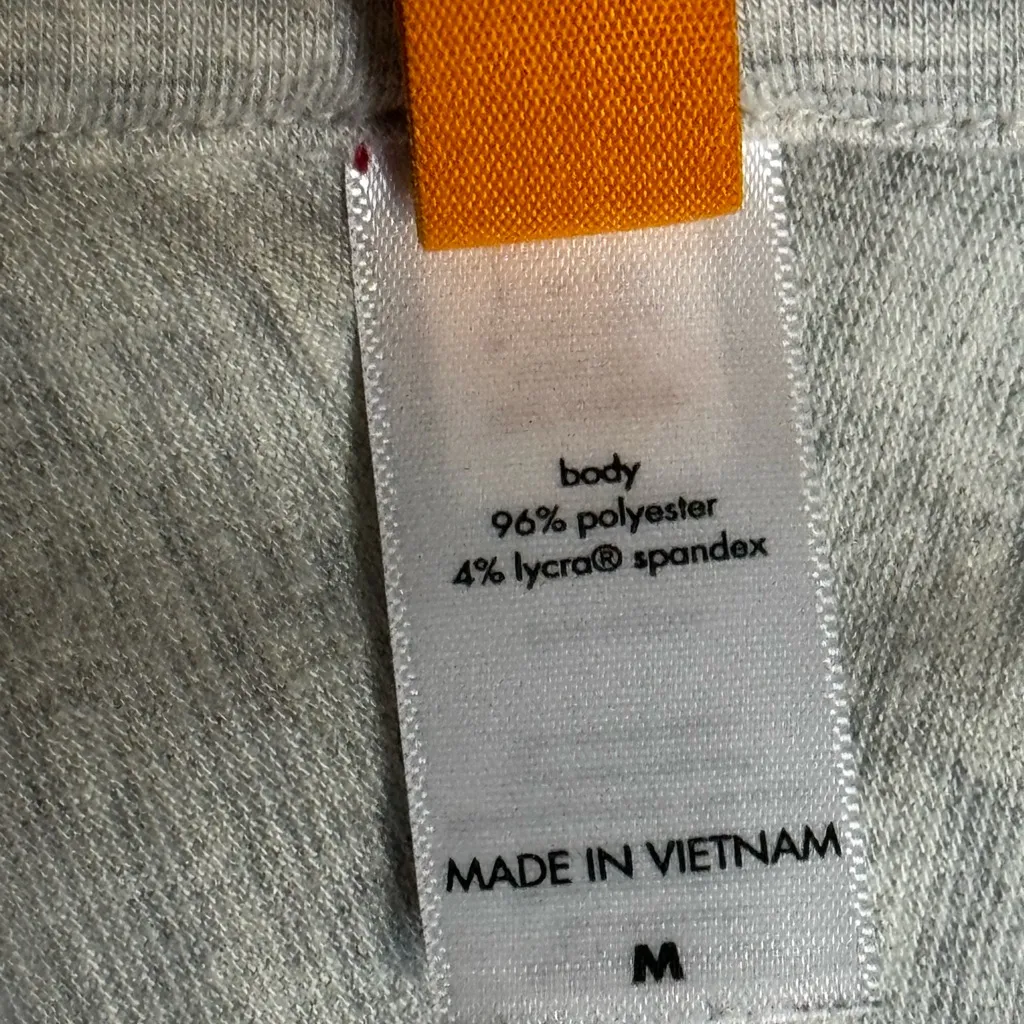 body
96% polyester
4% lycra® spandex
MADE IN VIETNAM
M